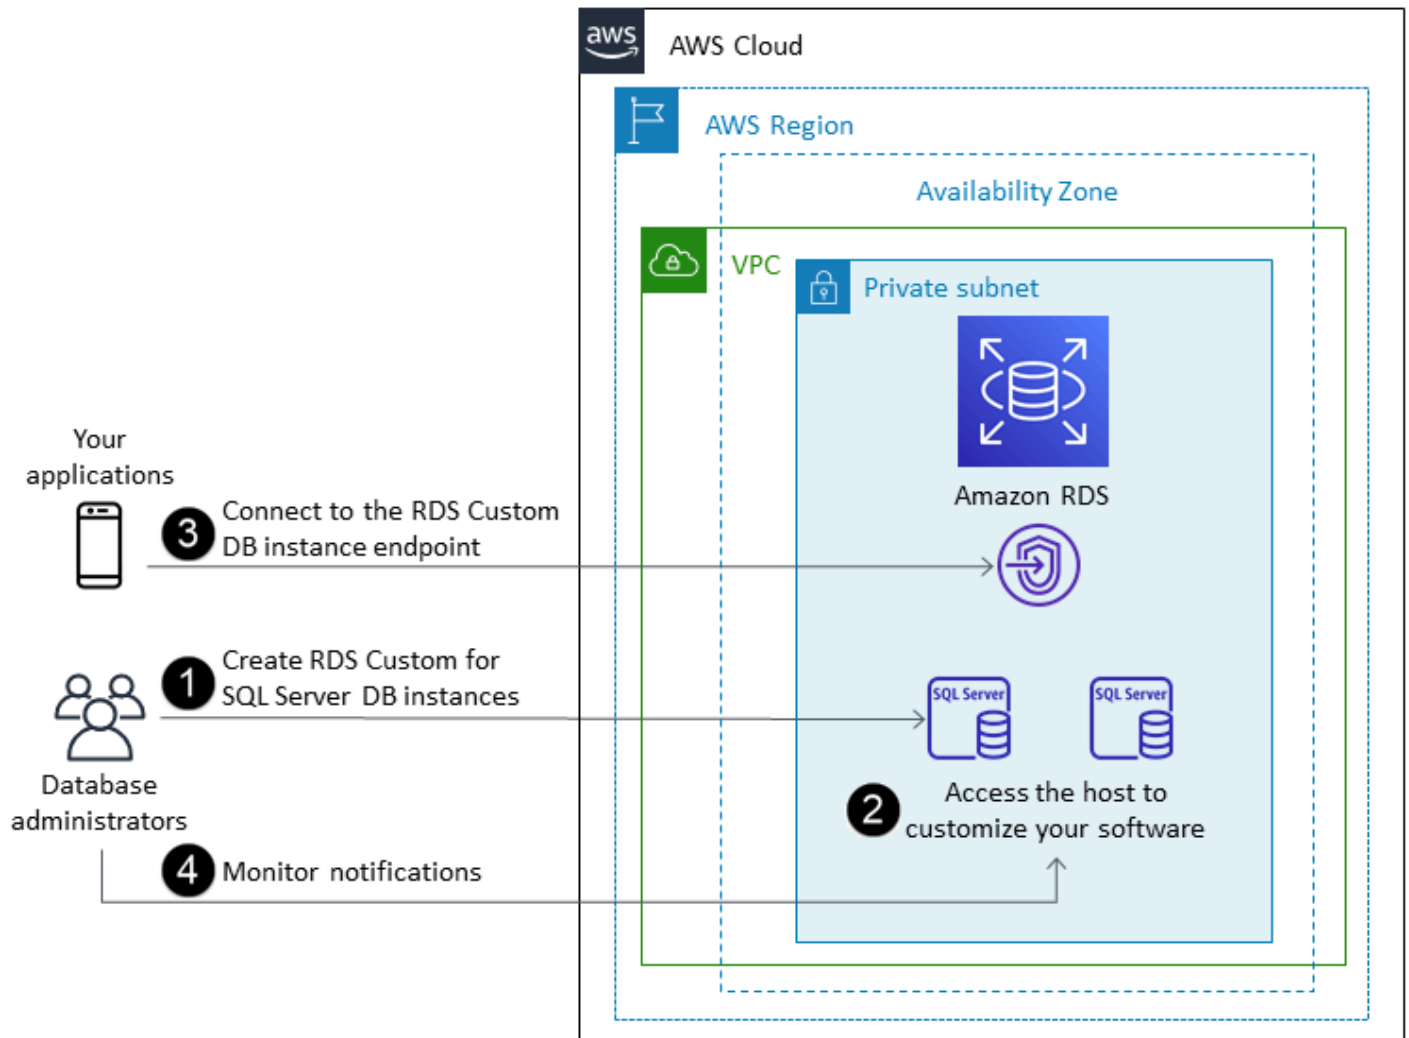 aws
AWS Cloud
AWS Region
Availability Zone
VPC
Private subnet
Amazon RDS
Your
applications
3
Connect to the RDS Custom
DB instance endpoint
1
Create RDS Custom for
SQL Server DB instances
SQL Server
SQL Server
Database
administrators
2
Access the host to
customize your software
4
Monitor notifications